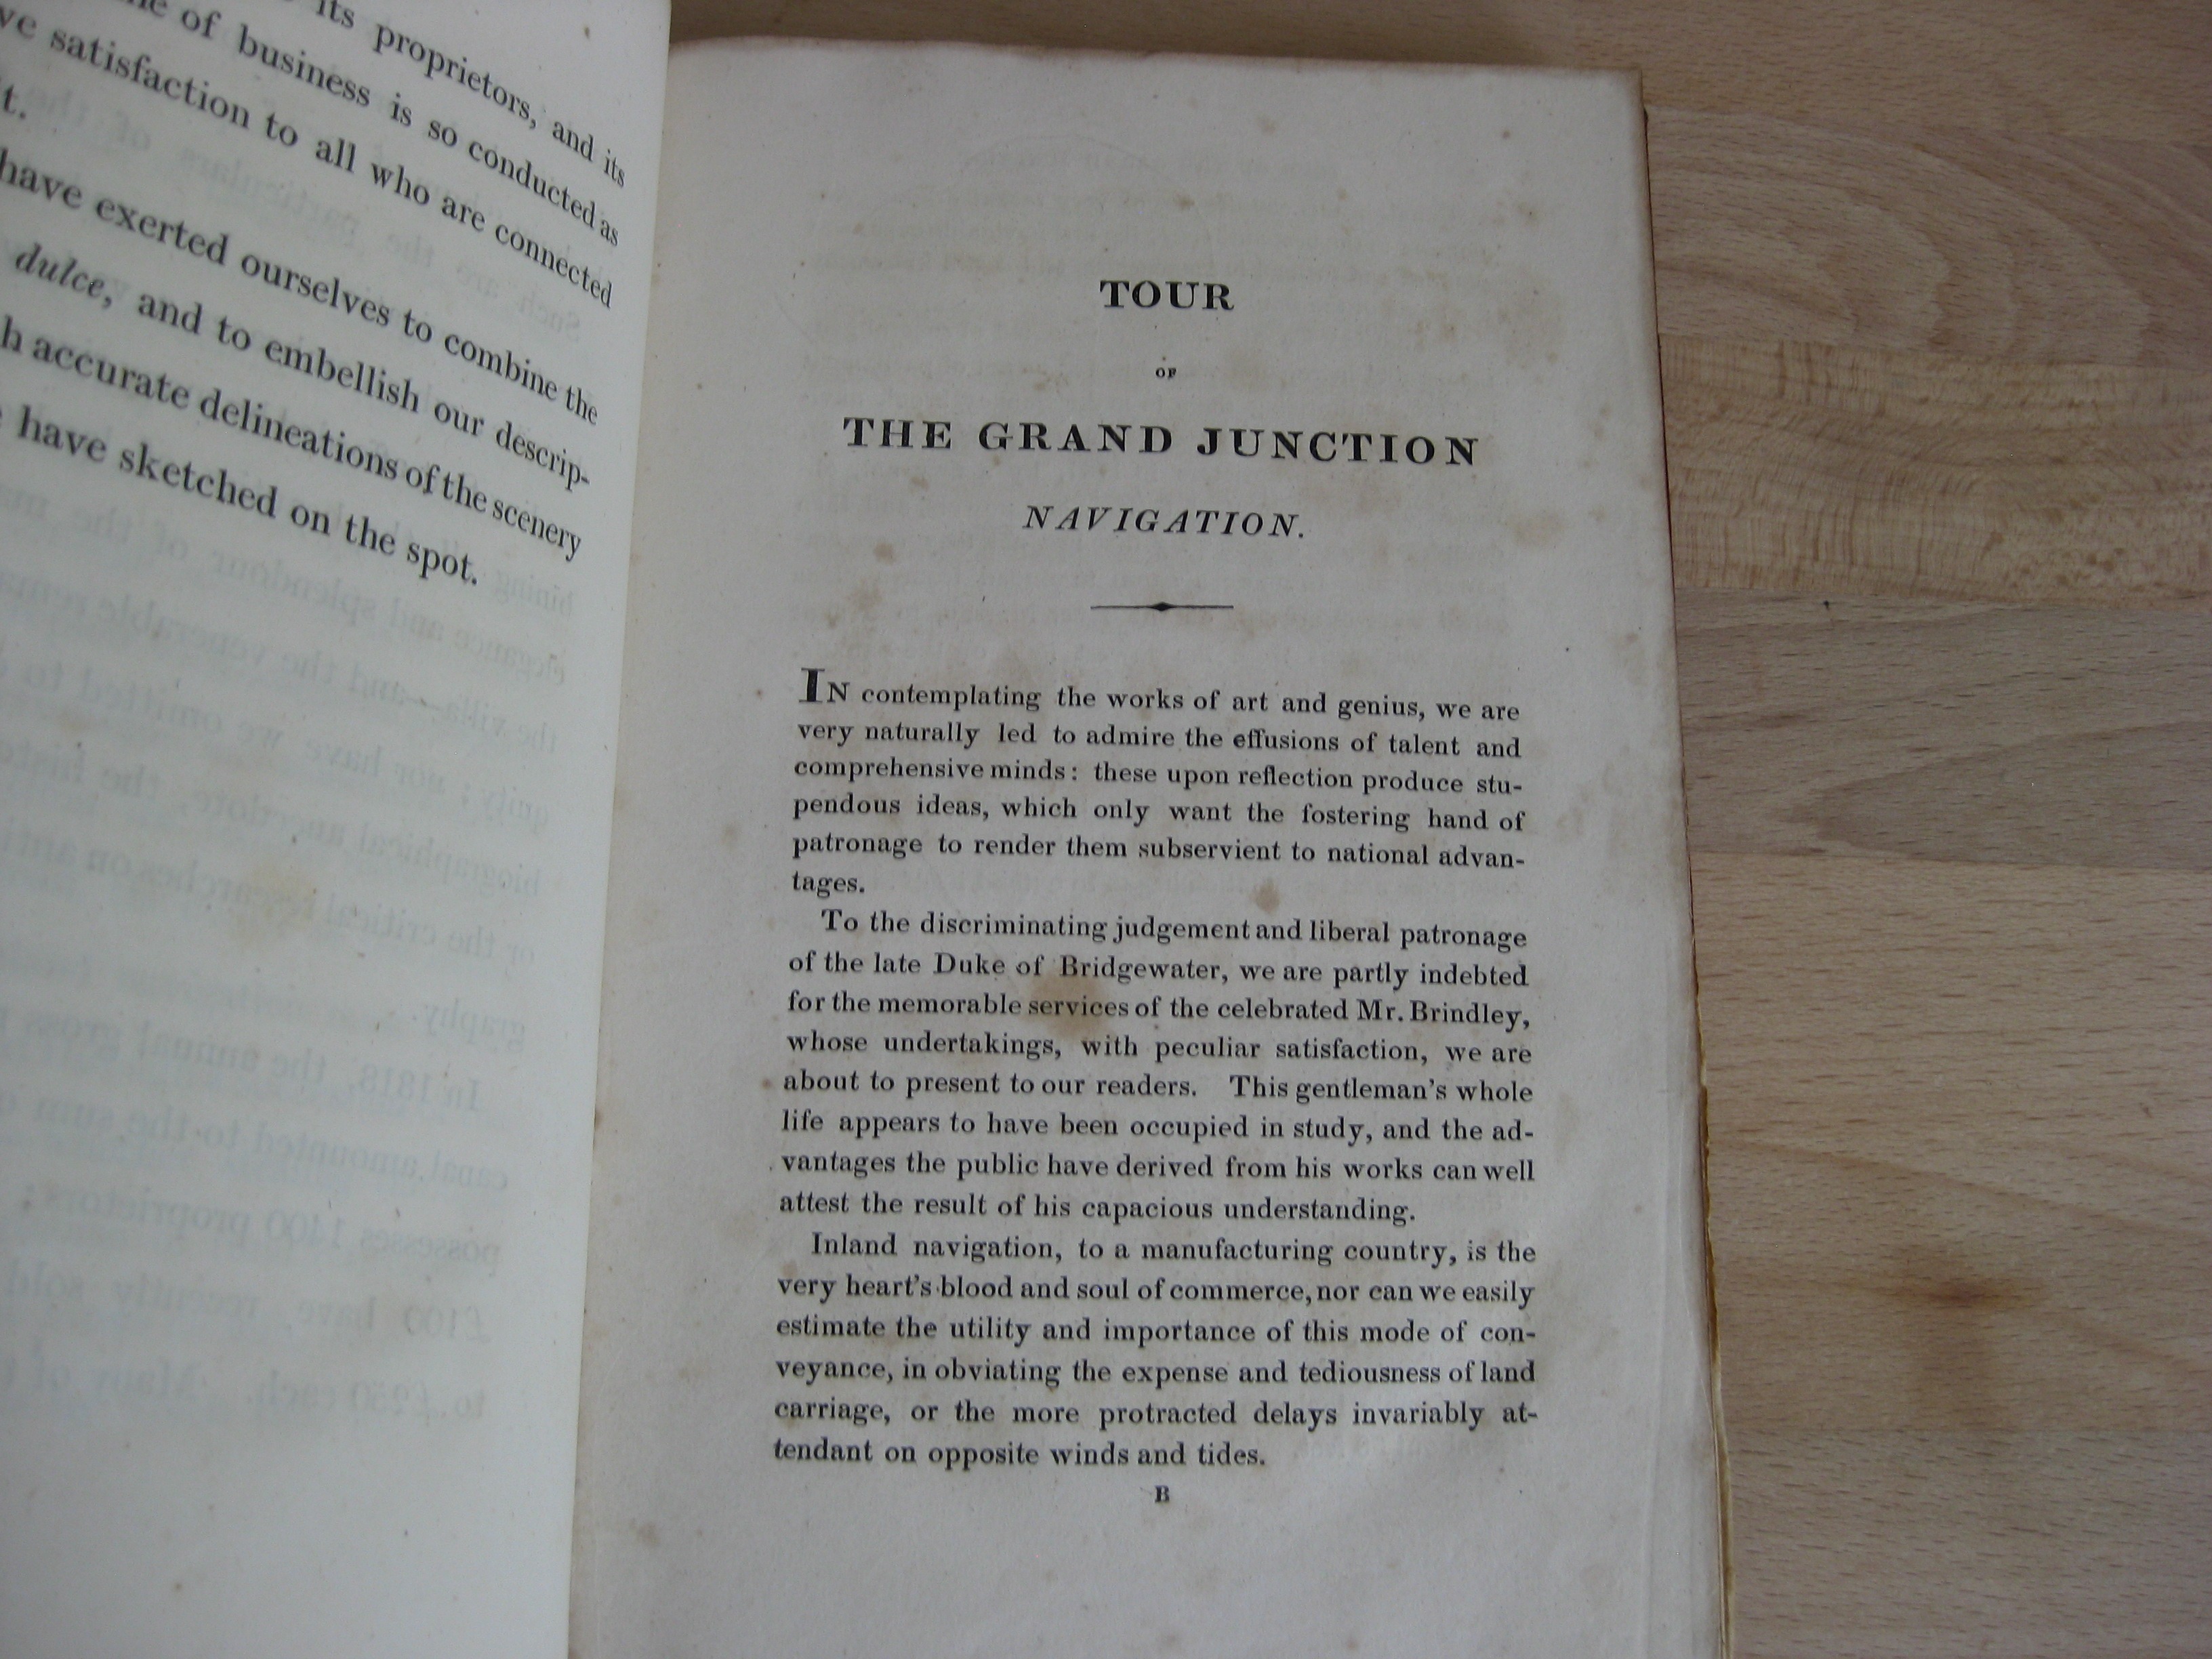 its proprietors, and its
of business is so conducted as
satisfaction to all who are connected
have exerted ourselves to combine the
dulce, and to embellish our descrip-
accurate delineations of the scenery
have sketched on the spot.
TOUR
OF
THE GRAND JUNCTION
NAVIGATION.
IN contemplating the works of art and genius, we are
very naturally led to admire the effusions of talent and
comprehensive minds: these upon reflection produce stu-
pendous ideas, which only want the fostering hand of
patronage to render them subservient to national advan-
tages.
To the discriminating judgement and liberal patronage
of the late Duke of Bridgewater, we are partly indebted
for the memorable services of the celebrated Mr. Brindley,
whose undertakings, with peculiar satisfaction, we are
about to present to our readers. This gentleman's whole
life appears to have been occupied in study, and the ad-
vantages the public have derived from his works can well
attest the result of his capacious understanding.
Inland navigation, to a manufacturing country, is the
very heart's blood and soul of commerce, nor can we easily
estimate the utility and importance of this mode of con-
veyance, in obviating the expense and tediousness of land
carriage, or the more protracted delays invariably at-
tendant on opposite winds and tides.
B